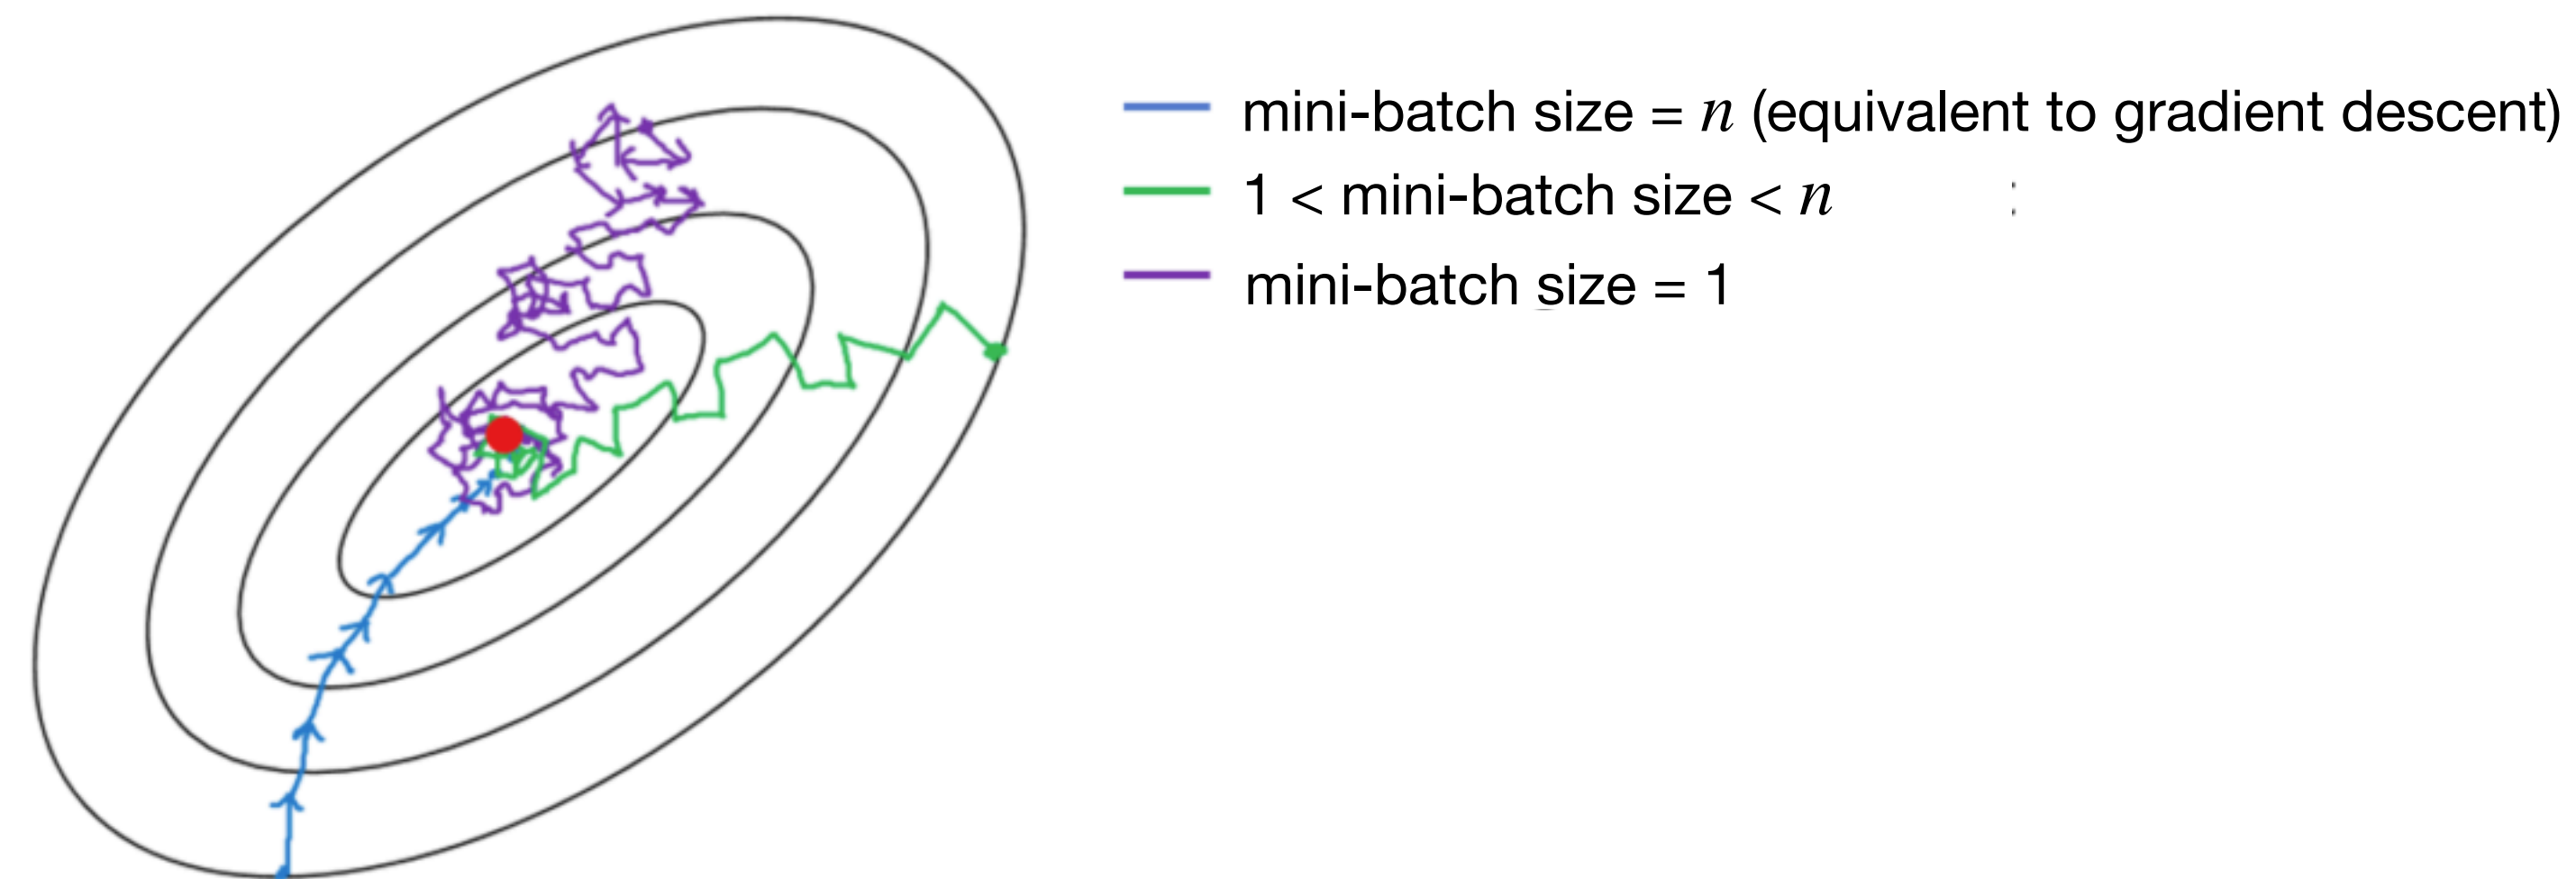 mini-batch size = n (equivalent to gradient descent)
1 < mini-batch size < n
mini-batch size = 1